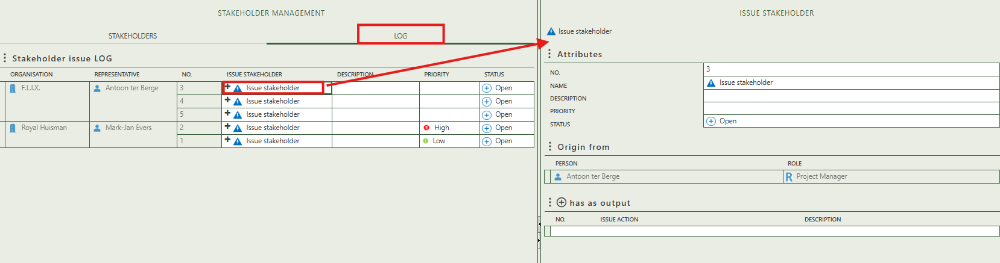 STAKEHOLDER MANAGEMENT
STAKEHOLDERS LOG
Stakeholder issue LOG
ORGANISATION REPRESENTATIVE NO. ISSUE STAKEHOLDER DESCRIPTION PRIORITY STATUS
F.L.I.X. Antoon ter Berge 3 Issue stakeholder Open
4 Issue stakeholder Open
5 Issue stakeholder Open
Royal Huisman Mark-Jan Evers 2 Issue stakeholder High Open
1 Issue stakeholder Low Open
ISSUE STAKEHOLDER
Issue stakeholder
Attributes
NO. 3
NAME Issue stakeholder
DESCRIPTION
PRIORITY
STATUS Open
Origin from
PERSON ROLE
Antoon ter Berge R Project Manager
has as output
NO. ISSUE ACTION DESCRIPTION